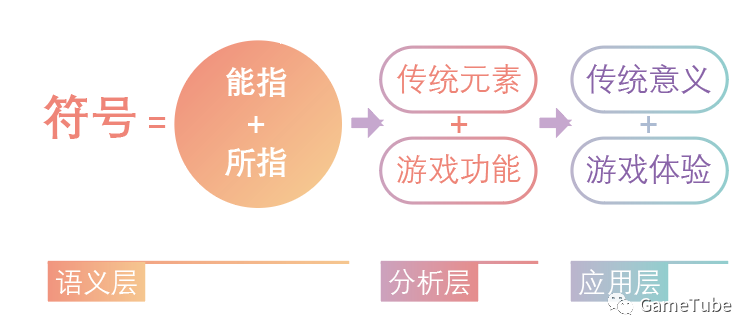 符号 =
能指
+
所指
传统元素
+
游戏功能
传统意义
+
游戏体验
语义层
分析层
应用层
GameTube